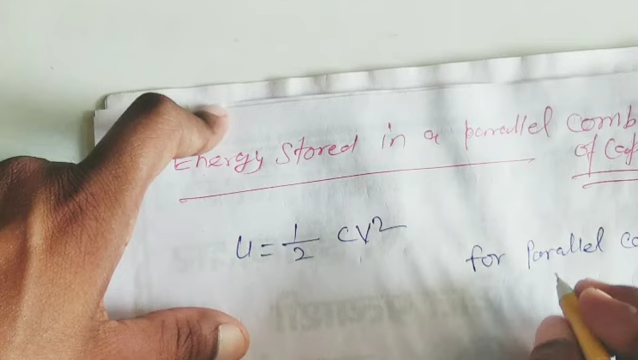 Energy Stored in a parallel Comb
of Cap
U = 1/2 CV²
for Parallel co